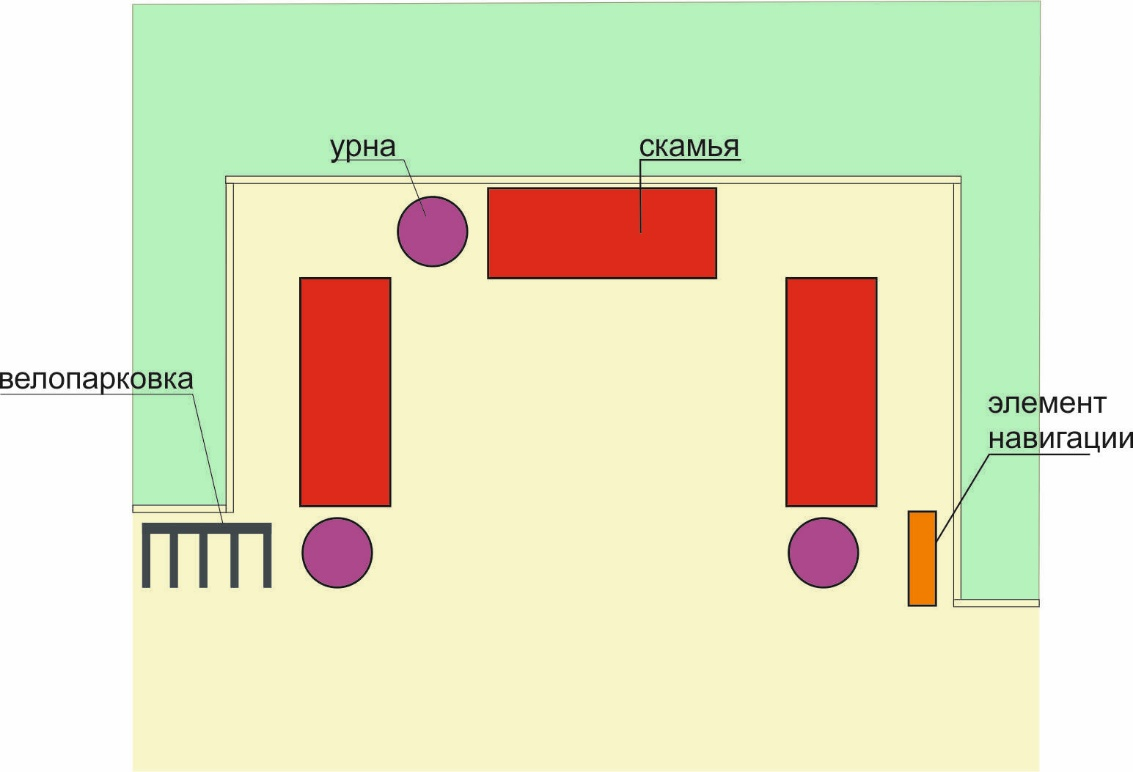 урна
скамья
велопарковка
элемент
навигации